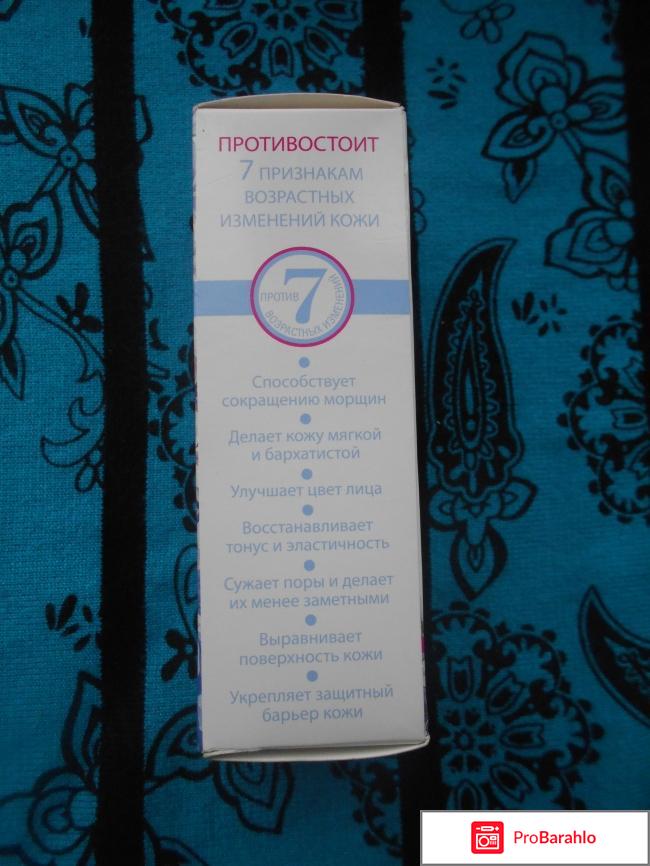 ПРОТИВОСТОИТ
7 ПРИЗНАКАМ
ВОЗРАСТНЫХ
ИЗМЕНЕНИЙ КОЖИ
ПРОТИВ
7
ВОЗРАСТНЫХ ИЗМЕНЕНИЙ
Способствует
сокращению морщин
Делает кожу мягкой
и бархатистой
Улучшает цвет лица
Восстанавливает
тонус и эластичность
Сужает поры и делает
их менее заметными
Выравнивает
поверхность кожи
Укрепляет защитный
барьер кожи
ProBarahlo